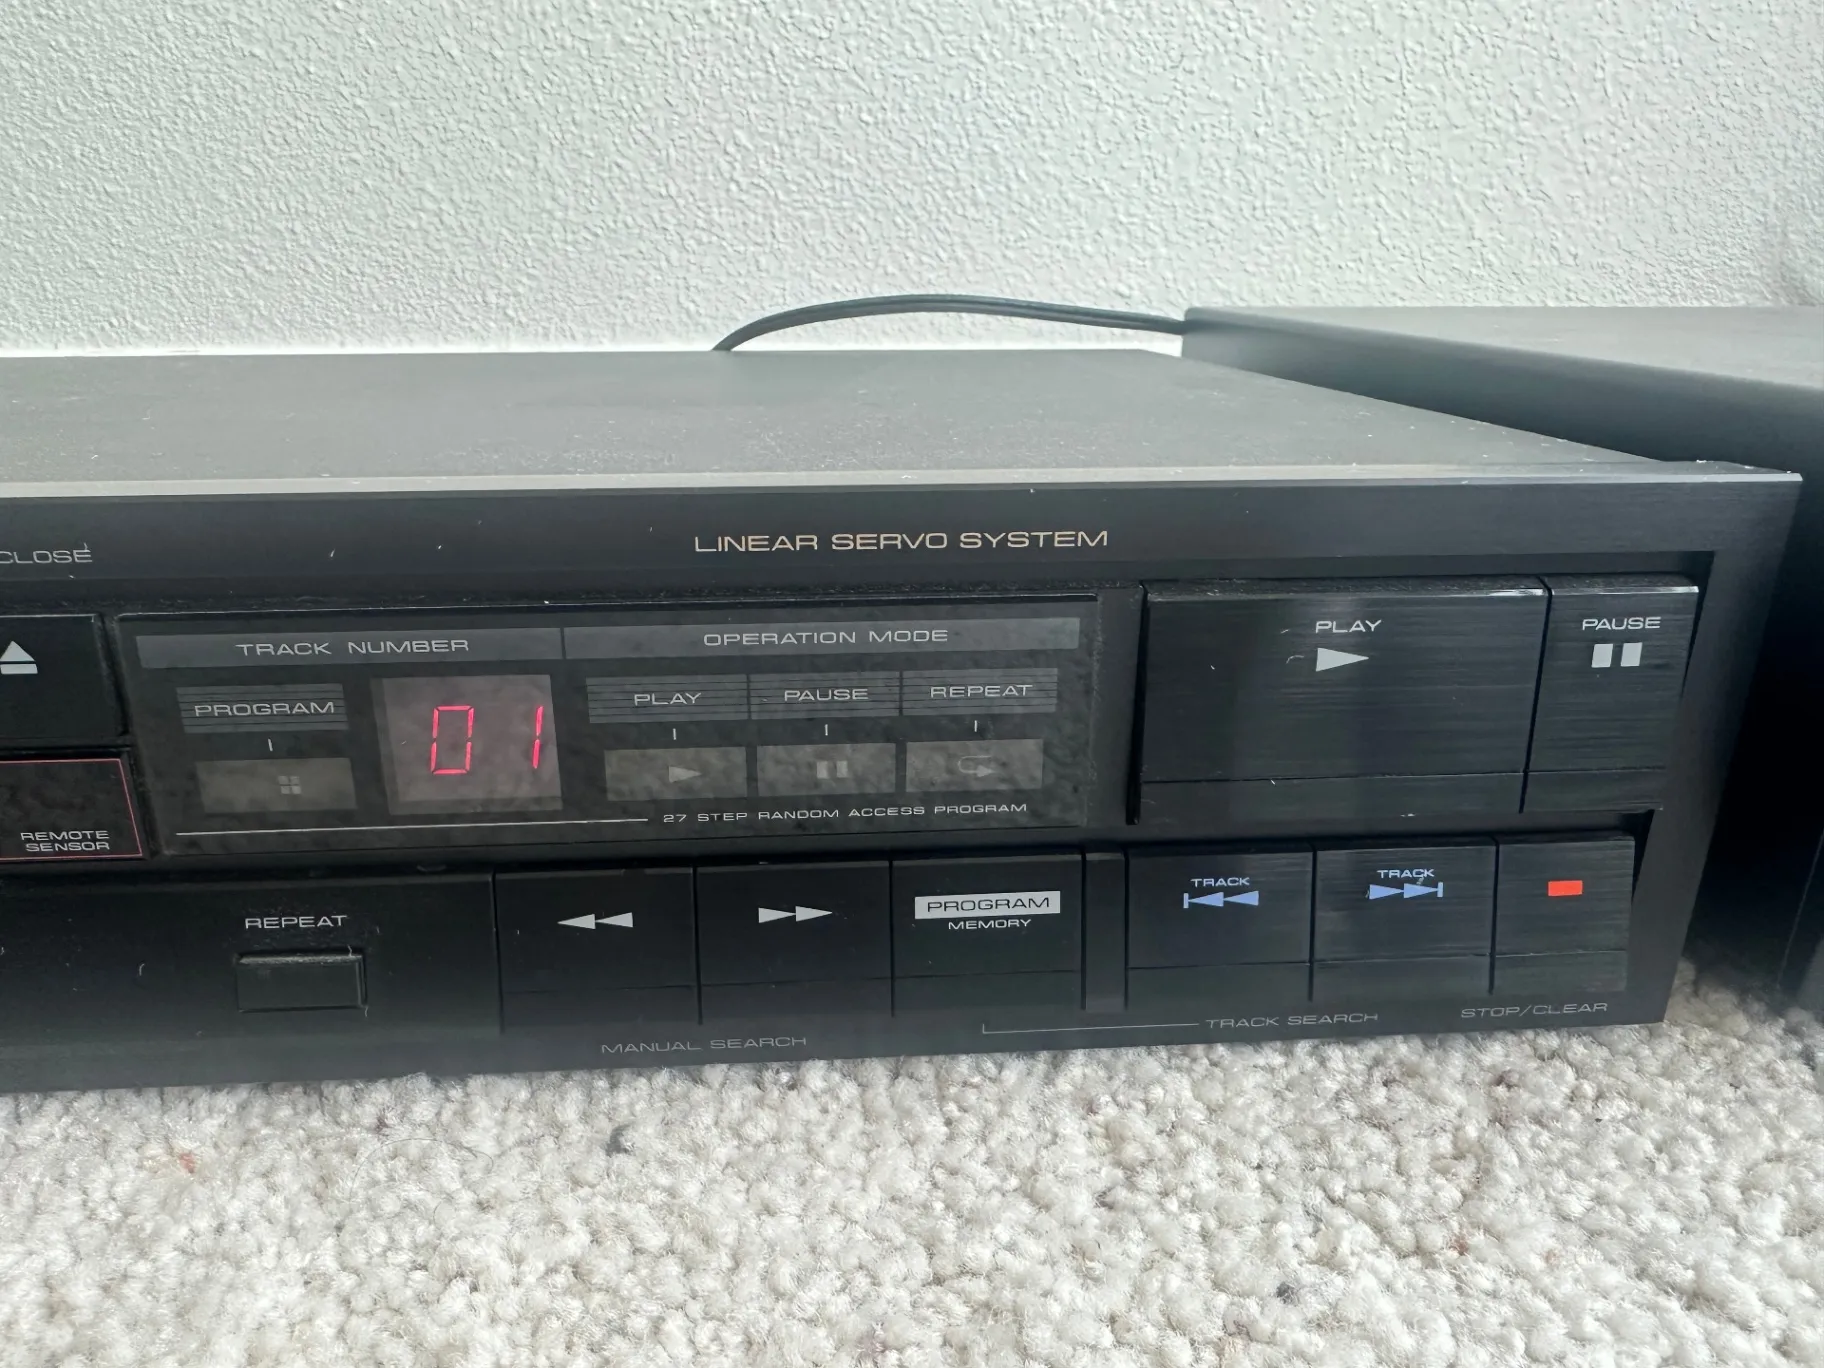 CLOSE
LINEAR SERVO SYSTEM
TRACK NUMBER
OPERATION MODE
PLAY
PAUSE
PROGRAM
01
PLAY
PAUSE
REPEAT
27 STEP RANDOM ACCESS PROGRAM
REMOTE
SENSOR
REPEAT
PROGRAM
MEMORY
TRACK
TRACK
MANUAL SEARCH
TRACK SEARCH
STOP/CLEAR